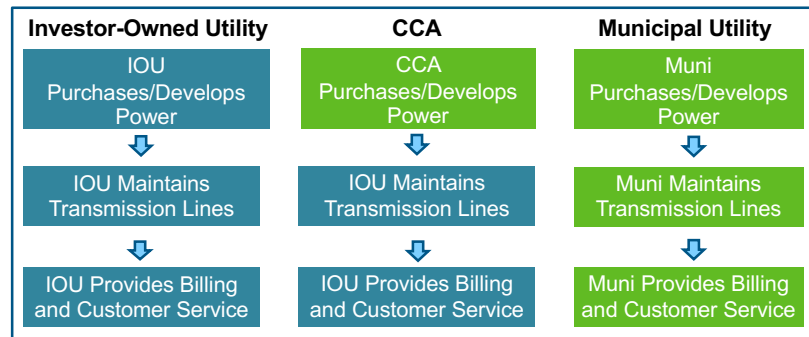 Investor-Owned Utility
IOU
Purchases/Develops
Power
IOU Maintains
Transmission Lines
IOU Provides Billing
and Customer Service
CCA
CCA
Purchases/Develops
Power
IOU Maintains
Transmission Lines
IOU Provides Billing
and Customer Service
Municipal Utility
Muni
Purchases/Develops
Power
Muni Maintains
Transmission Lines
Muni Provides Billing
and Customer Service